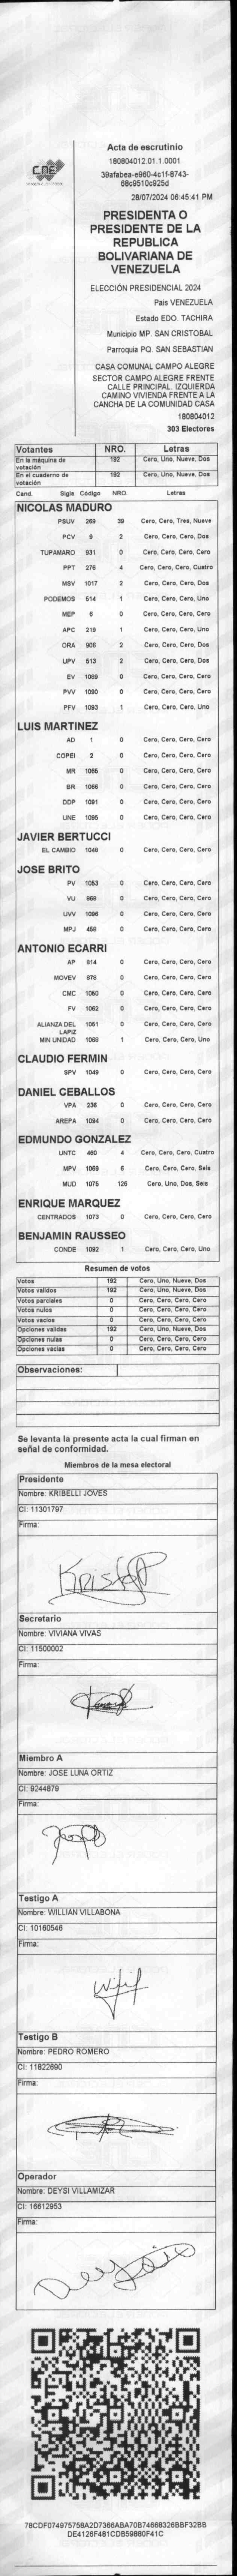 CNE
Acta de escrutinio
180804012.01.1.0001
39afabea-e960-4c1f-8743-
68c9510c925d
28/07/2024 06:45:41 PM
PRESIDENTA O
PRESIDENTE DE LA
REPUBLICA
BOLIVARIANA DE
VENEZUELA
ELECCIÓN PRESIDENCIAL 2024
Pais VENEZUELA
Estado EDO. TACHIRA
Municipio MP. SAN CRISTOBAL
Parroquia PQ. SAN SEBASTIAN
CASA COMUNAL CAMPO ALEGRE
SECTOR CAMPO ALEGRE FRENTE
CALLE PRINCIPAL. IZQUIERDA
CAMINO VIVIENDA FRENTE A LA
CANCHA DE LA COMUNIDAD CASA
180804012
303 Electores
Votantes NRO. Letras
En la maquina de votación 192 Cero, Uno, Nueve, Dos
En el cuaderno de votación 192 Cero, Uno, Nueve, Dos
Cand. Sigla Código NRO. Letras
NICOLAS MADURO
PSUV 269 39 Cero, Cero, Tres, Nueve
PCV 9 2 Cero, Cero, Cero, Dos
TUPAMARO 931 0 Cero, Cero, Cero, Cero
PPT 276 4 Cero, Cero, Cero, Cuatro
MSV 1017 2 Cero, Cero, Cero, Dos
PODEMOS 514 1 Cero, Cero, Cero, Uno
MEP 6 0 Cero, Cero, Cero, Cero
APC 219 1 Cero, Cero, Cero, Uno
ORA 906 2 Cero, Cero, Cero, Dos
UPV 513 2 Cero, Cero, Cero, Dos
EV 1089 0 Cero, Cero, Cero, Cero
PVV 1090 0 Cero, Cero, Cero, Cero
PFV 1093 1 Cero, Cero, Cero, Uno
LUIS MARTINEZ
AD 1 0 Cero, Cero, Cero, Cero
COPEI 2 0 Cero, Cero, Cero, Cero
MR 1065 0 Cero, Cero, Cero, Cero
BR 1066 0 Cero, Cero, Cero, Cero
DDP 1091 0 Cero, Cero, Cero, Cero
UNE 1095 0 Cero, Cero, Cero, Cero
JAVIER BERTUCCI
EL CAMBIO 1048 0 Cero, Cero, Cero, Cero
JOSE BRITO
PV 1053 0 Cero, Cero, Cero, Cero
VU 868 0 Cero, Cero, Cero, Cero
UVV 1096 0 Cero, Cero, Cero, Cero
MPJ 459 0 Cero, Cero, Cero, Cero
ANTONIO ECARRI
AP 814 0 Cero, Cero, Cero, Cero
MOVEV 878 0 Cero, Cero, Cero, Cero
CMC 1050 0 Cero, Cero, Cero, Cero
FV 1062 0 Cero, Cero, Cero, Cero
ALIANZA DEL LAPIZ 1051 0 Cero, Cero, Cero, Cero
MIN UNIDAD 1069 1 Cero, Cero, Cero, Uno
CLAUDIO FERMIN
SPV 1049 0 Cero, Cero, Cero, Cero
DANIEL CEBALLOS
VPA 236 0 Cero, Cero, Cero, Cero
AREPA 1094 0 Cero, Cero, Cero, Cero
EDMUNDO GONZALEZ
UNTC 460 4 Cero, Cero, Cero, Cuatro
MPV 1069 6 Cero, Cero, Cero, Seis
MUD 1075 126 Cero, Uno, Dos, Seis
ENRIQUE MARQUEZ
CENTRADOS 1073 0 Cero, Cero, Cero, Cero
BENJAMIN RAUSSEO
CONDE 1092 1 Cero, Cero, Cero, Uno
Resumen de votos
Votos 192 Cero, Uno, Nueve, Dos
Votos validos 192 Cero, Uno, Nueve, Dos
Votos parciales 0 Cero, Cero, Cero, Cero
Votos nulos 0 Cero, Cero, Cero, Cero
Votos vacios 0 Cero, Cero, Cero, Cero
Opciones validas 192 Cero, Uno, Nueve, Dos
Opciones nulas 0 Cero, Cero, Cero, Cero
Opciones vacias 0 Cero, Cero, Cero, Cero
Observaciones:
Se levanta la presente acta la cual firman en
señal de conformidad.
Miembros de la mesa electoral
Presidente
Nombre: KRIBELLI JOVES
CI: 11301797
Firma:
Secretario
Nombre: VIVIANA VIVAS
CI: 11500002
Firma:
Miembro A
Nombre: JOSE LUNA ORTIZ
CI: 9244879
Firma:
Testigo A
Nombre: WILLIAN VILLABONA
CI: 10160546
Firma:
Testigo B
Nombre: PEDRO ROMERO
CI: 11822690
Firma:
Operador
Nombre: DEYSI VILLAMIZAR
CI: 16612953
Firma:
78CDF074975758A2D7366ABA70B74668326BBF32BB
DE4126F481CDB59880F41C